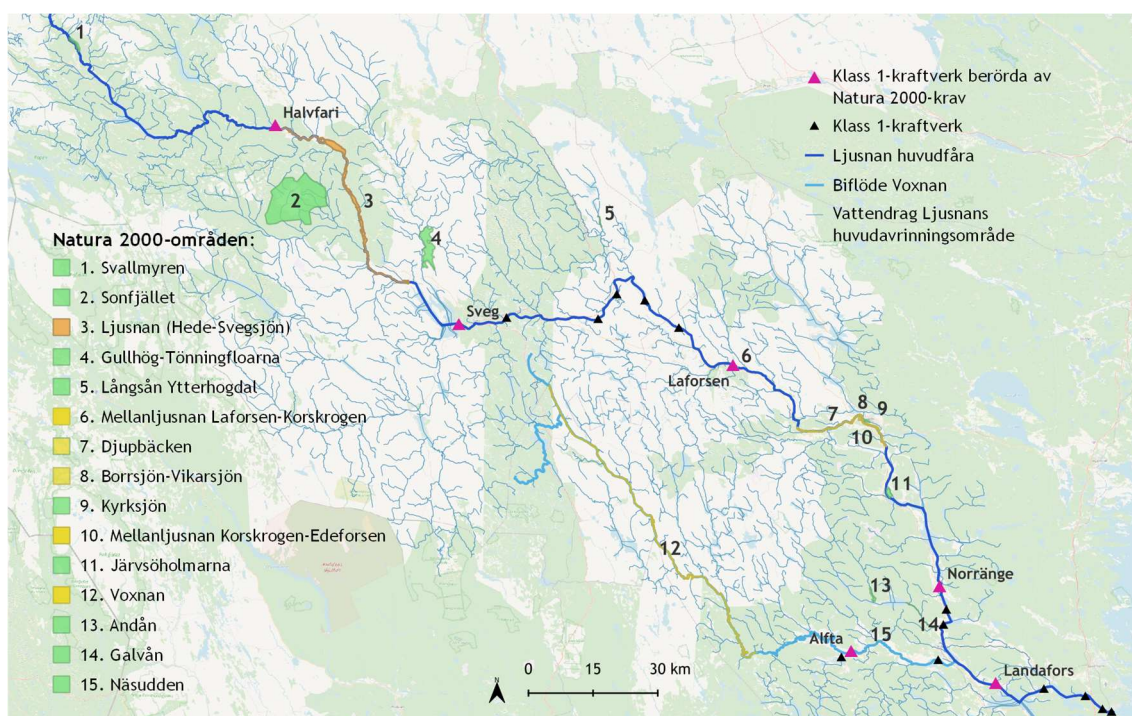 1
Halvfari
Klass 1-kraftverk berörda av
Natura 2000-krav
Klass 1-kraftverk
Ljusnan huvudfåra
Biflöde Voxnan
Vattendrag Ljusnans
huvudavrinningsområde
2
3
4
5
Natura 2000-områden:
1. Svallmyren
2. Sonfjället
3. Ljusnan (Hede-Svegsjön)
4. Gullhög-Tönningfloarna
5. Långsån Ytterhogdal
6. Mellanljusnan Laforsen-Korskrogen
7. Djupbäcken
8. Borrsjön-Vikarsjön
9. Kyrksjön
10. Mellanljusnan Korskrogen-Edeforsen
11. Järvsöholmarna
12. Voxnan
13. Andån
14. Galvån
15. Näsudden
Sveg
6
Laforsen
7
8
9
10
11
12
Norränge
13
14
Alfta
15
Landafors
0 15 30 km
N